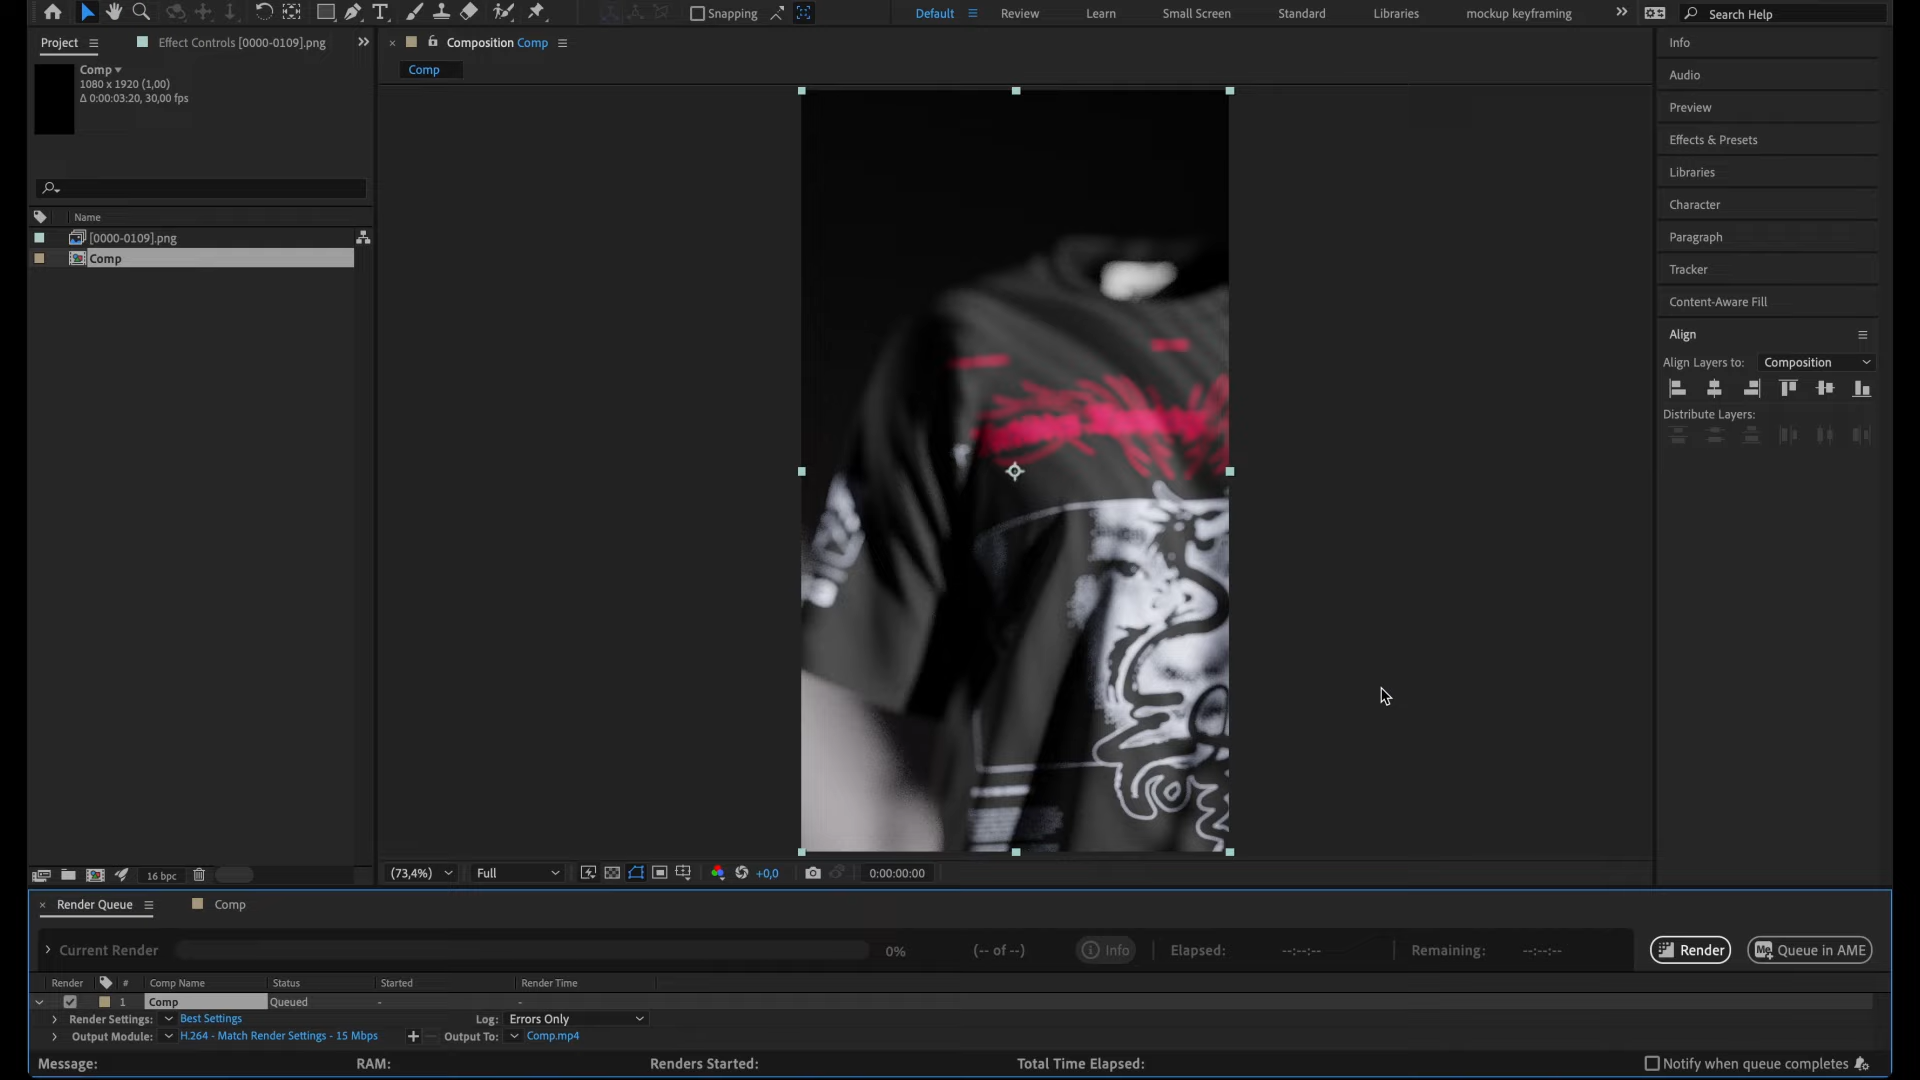 Snapping
Default
Review
Learn
Small Screen
Standard
Libraries
mockup keyframing
Search Help
Project
Effect Controls [0000-0109].png
Composition Comp
Info
Comp
1080 x 1920 (1,00)
Δ 0:00:03:20, 30,00 fps
Comp
Audio
Preview
Effects & Presets
Libraries
Character
Paragraph
Tracker
Content-Aware Fill
Align
Align Layers to: Composition
Distribute Layers:
Name
[0000-0109].png
Comp
16 bpc
(73,4%)
Full
+0,0
0:00:00:00
Render Queue
Comp
Current Render
0%
(-- of --)
Info
Elapsed: --:--:--
Remaining: --:--:--
Render
Queue in AME
Render # Comp Name Status Started Render Time
1 Comp Queued - -
Render Settings: Best Settings Log: Errors Only
Output Module: H.264 - Match Render Settings - 15 Mbps Output To: Comp.mp4
Message: RAM: Renders Started: Total Time Elapsed: Notify when queue completes